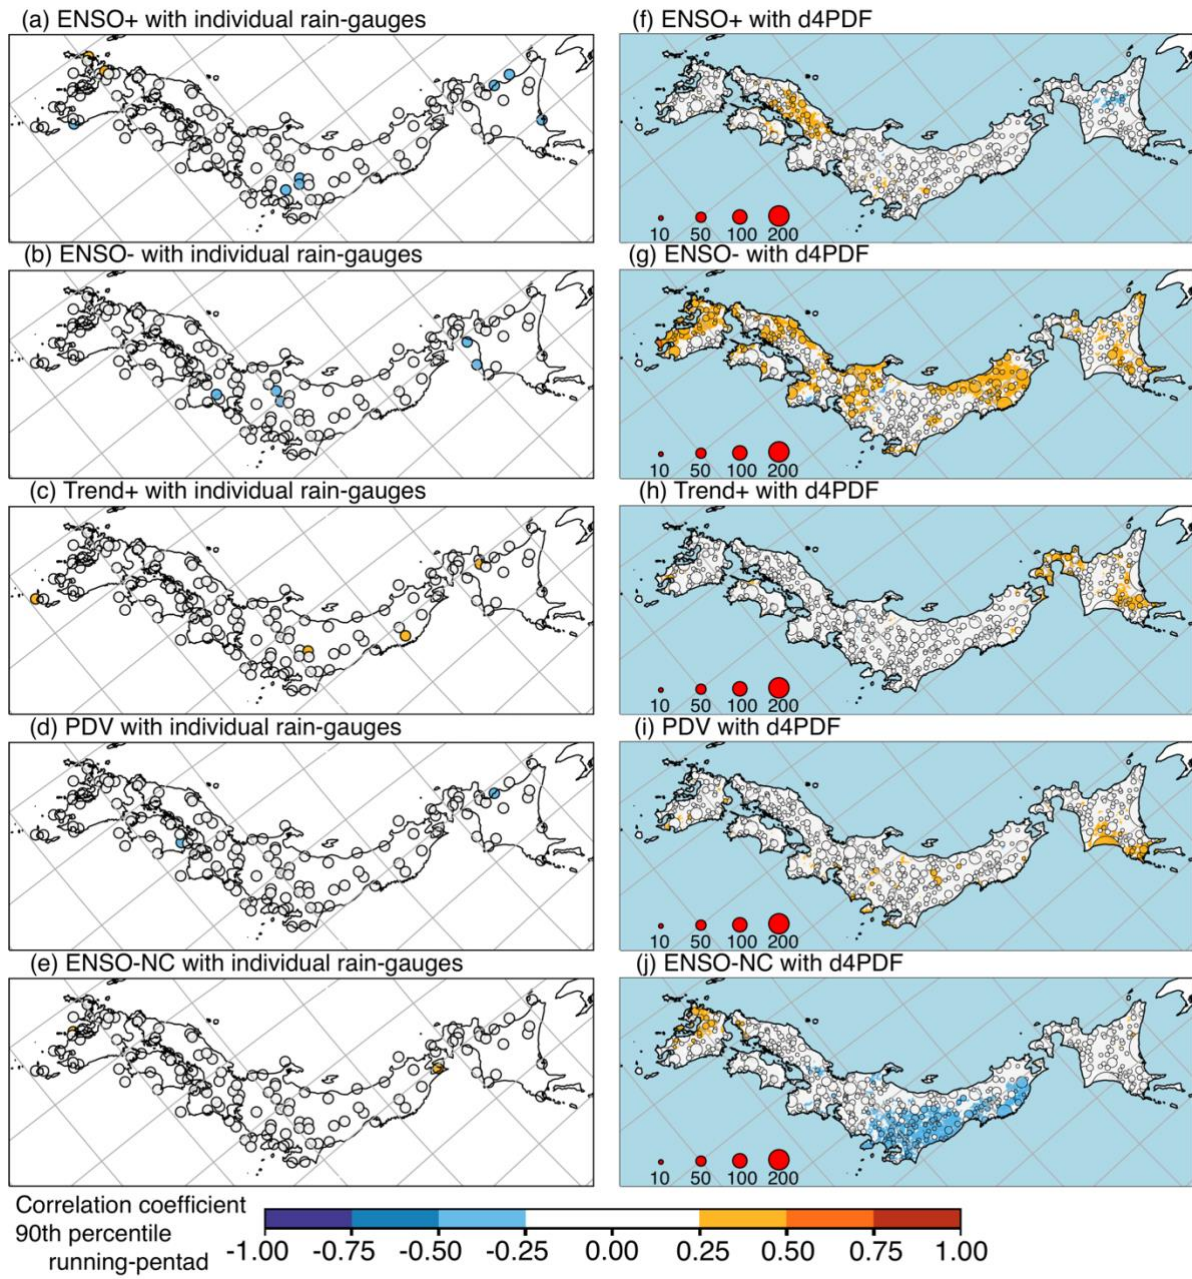 (a) ENSO+ with individual rain-gauges
(f) ENSO+ with d4PDF
10 50 100 200
(b) ENSO- with individual rain-gauges
(g) ENSO- with d4PDF
10 50 100 200
(c) Trend+ with individual rain-gauges
(h) Trend+ with d4PDF
10 50 100 200
(d) PDV with individual rain-gauges
(i) PDV with d4PDF
10 50 100 200
(e) ENSO-NC with individual rain-gauges
(j) ENSO-NC with d4PDF
10 50 100 200
Correlation coefficient
90th percentile
running-pentad
-1.00 -0.75 -0.50 -0.25 0.00 0.25 0.50 0.75 1.00